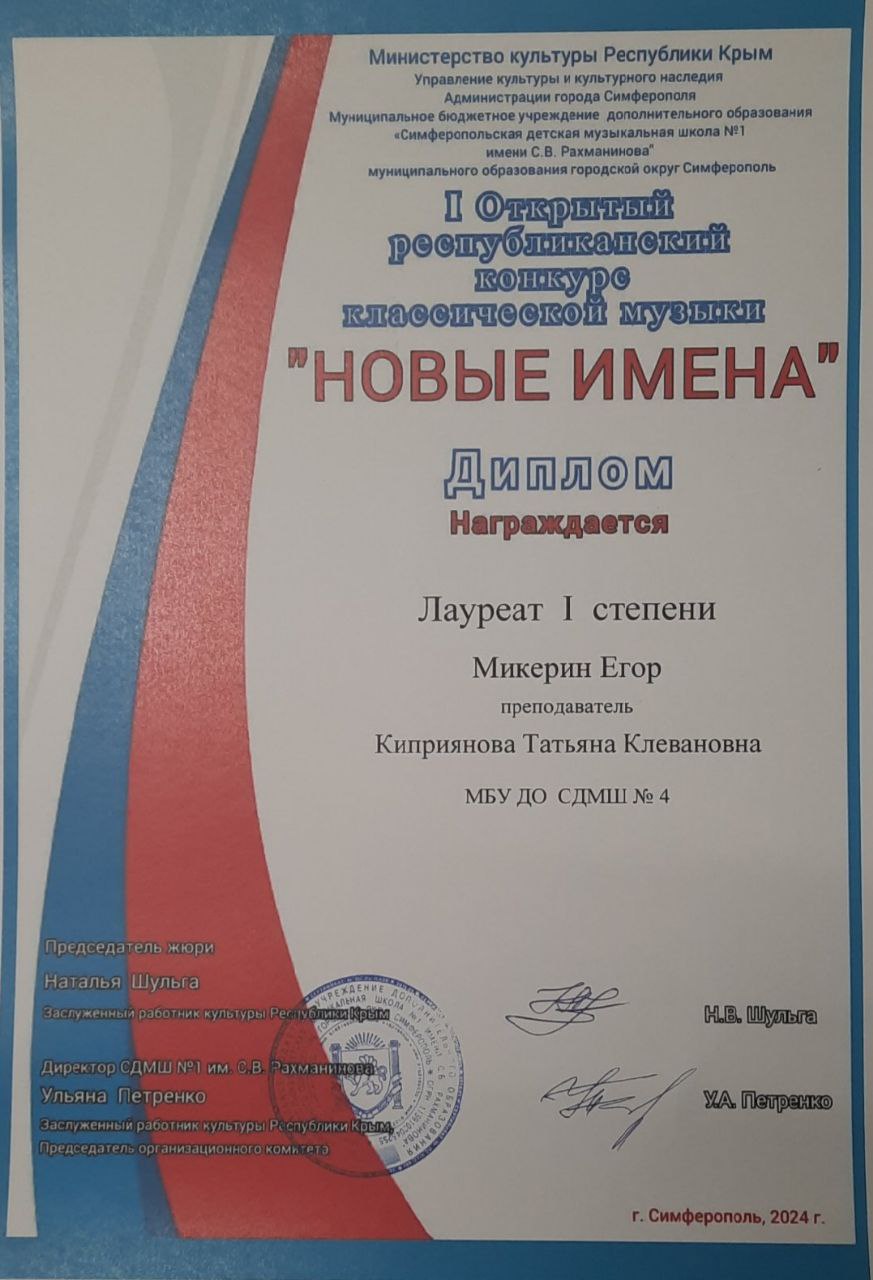 Министерство культуры Республики Крым
Управление культуры и культурного наследия
Администрации города Симферополя
Муниципальное бюджетное учреждение дополнительного образования
«Симферопольская детская музыкальная школа №1
имени С.В. Рахманинова"
муниципального образования городской округ Симферополь
I Открытый
республиканский
конкурс
классической музыки
"НОВЫЕ ИМЕНА"
Диплом
Награждается
Лауреат I степени
Микерин Егор
преподаватель
Киприянова Татьяна Клевановна
МБУ ДО СДМШ № 4
Председатель жюри
Наталья Шульга
Заслуженный работник культуры Республики Крым
Н.В. Шульга
Директор СДМШ №1 им. С.В. Рахманинова
Ульяна Петренко
Заслуженный работник культуры Республики Крым,
Председатель организационного комитета
У.А. Петренко
г. Симферополь, 2024 г.